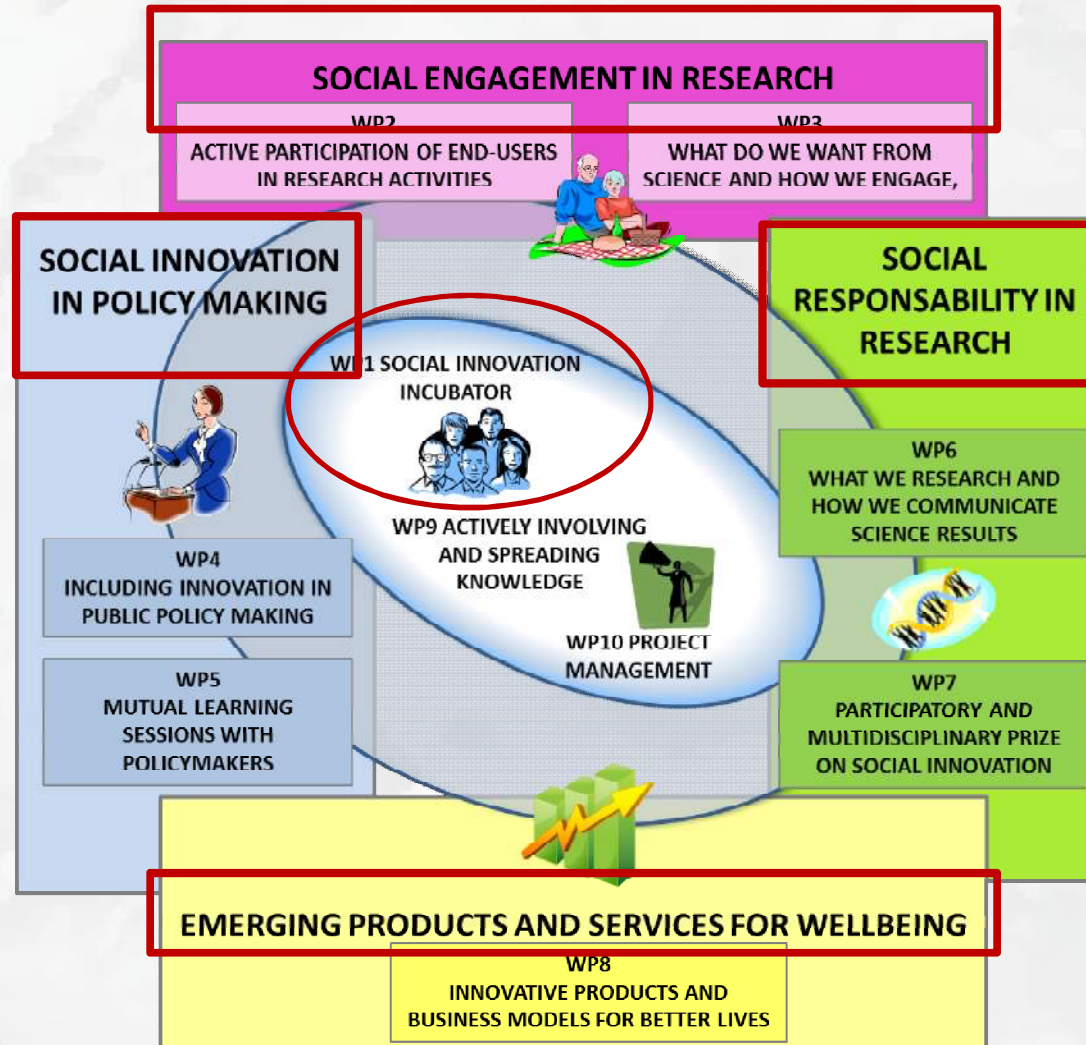 SOCIAL ENGAGEMENT IN RESEARCH
WP2
ACTIVE PARTICIPATION OF END-USERS
IN RESEARCH ACTIVITIES
WP3
WHAT DO WE WANT FROM
SCIENCE AND HOW WE ENGAGE,
SOCIAL INNOVATION
IN POLICY MAKING
SOCIAL
RESPONSABILITY IN
RESEARCH
WP1 SOCIAL INNOVATION
INCUBATOR
WP9 ACTIVELY INVOLVING
AND SPREADING
KNOWLEDGE
WP10 PROJECT
MANAGEMENT
WP4
INCLUDING INNOVATION IN
PUBLIC POLICY MAKING
WP5
MUTUAL LEARNING
SESSIONS WITH
POLICYMAKERS
WP6
WHAT WE RESEARCH AND
HOW WE COMMUNICATE
SCIENCE RESULTS
WP7
PARTICIPATORY AND
MULTIDISCIPLINARY PRIZE
ON SOCIAL INNOVATION
EMERGING PRODUCTS AND SERVICES FOR WELLBEING
WP8
INNOVATIVE PRODUCTS AND
BUSINESS MODELS FOR BETTER LIVES